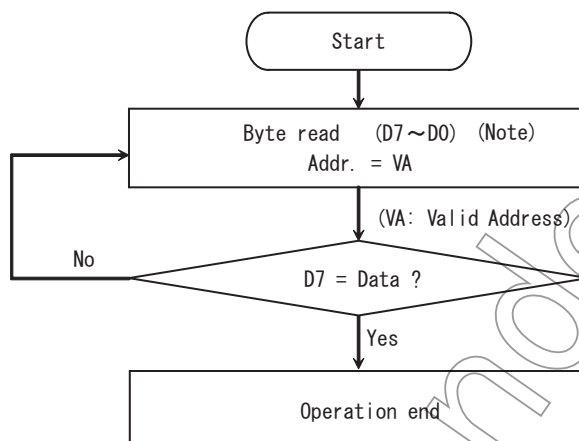 Start
Byte read (D7～D0) (Note)
Addr. = VA
(VA: Valid Address)
No
D7 = Data ?
Yes
Operation end